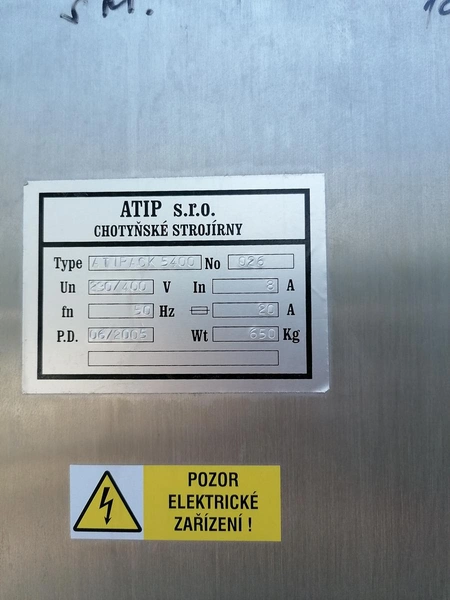 ATIP s.r.o.
CHOTYŇSKÉ STROJÍRNY
Type ATTPACK 5400 No 026
Un 230/400 V In 8 A
fn 50 Hz 20 A
P.D. 06/2005 Wt 650 Kg
POZOR
ELEKTRICKÉ
ZAŘÍZENÍ !